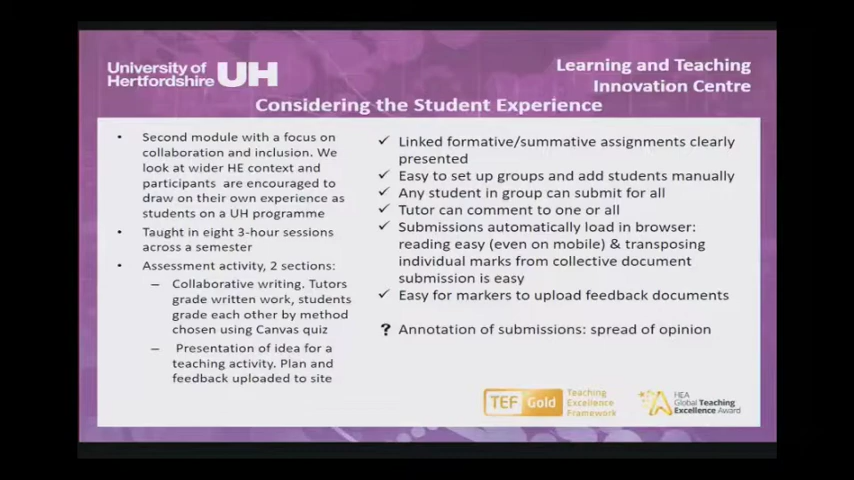 University of
Hertfordshire UH
Learning and Teaching
Innovation Centre
Considering the Student Experience
• Second module with a focus on
collaboration and inclusion. We
look at wider HE context and
participants are encouraged to
draw on their own experience as
students on a UH programme
• Taught in eight 3-hour sessions
across a semester
• Assessment activity, 2 sections:
– Collaborative writing. Tutors
grade written work, students
grade each other by method
chosen using Canvas quiz
– Presentation of idea for a
teaching activity. Plan and
feedback uploaded to site
✓ Linked formative/summative assignments clearly
presented
✓ Easy to set up groups and add students manually
✓ Any student in group can submit for all
✓ Tutor can comment to one or all
✓ Submissions automatically load in browser:
reading easy (even on mobile) & transposing
individual marks from collective document
submission is easy
✓ Easy for markers to upload feedback documents
? Annotation of submissions: spread of opinion
TEF Gold
Teaching
Excellence
Framework
HEA
Global Teaching
Excellence Award